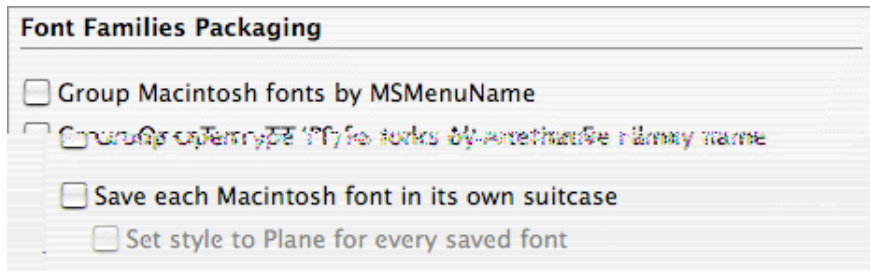 Font Families Packaging
Group Macintosh fonts by MSMenuName
Save each Macintosh font in its own suitcase
Set style to Plane for every saved font